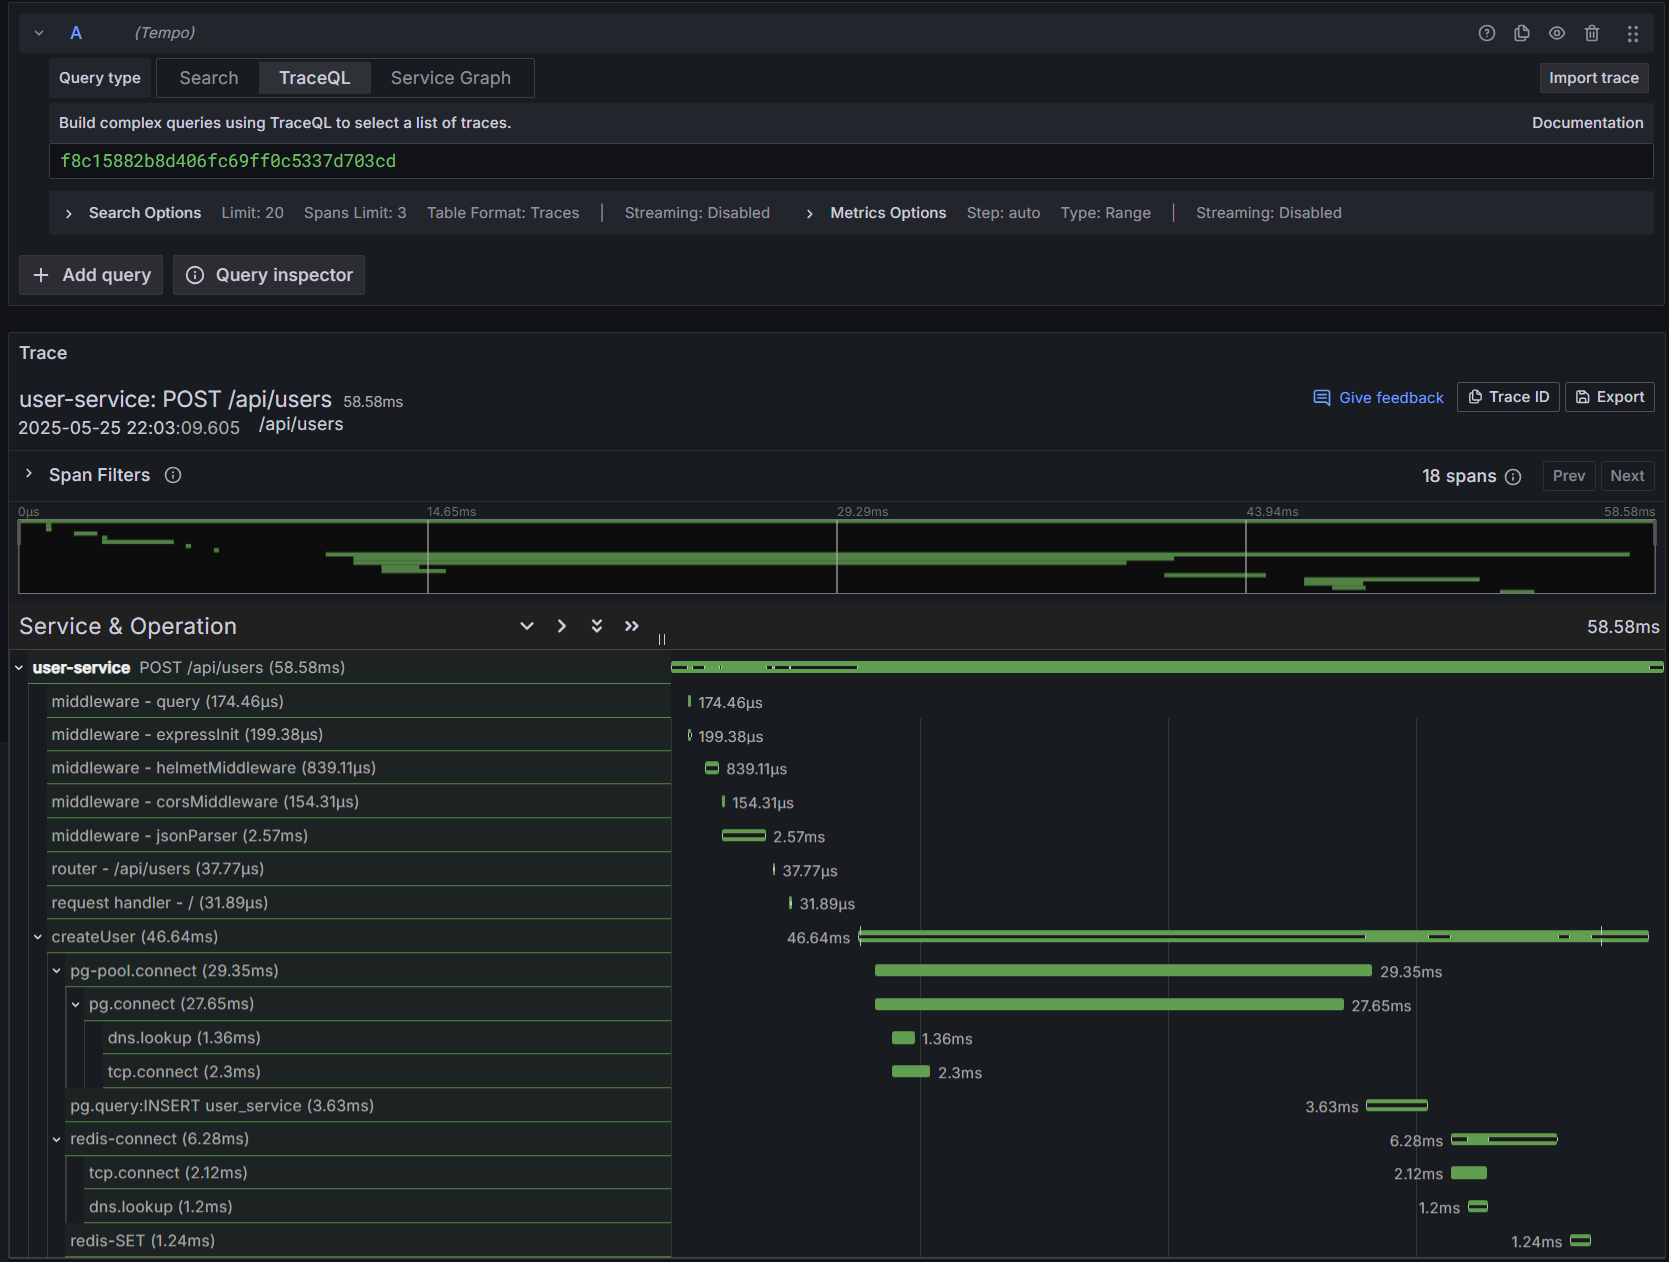 A (Tempo)
Query type Search TraceQL Service Graph Import trace
Build complex queries using TraceQL to select a list of traces. Documentation
f8c15882b8d406fc69ff0c5337d703cd
Search Options Limit: 20 Spans Limit: 3 Table Format: Traces | Streaming: Disabled Metrics Options Step: auto Type: Range | Streaming: Disabled
+ Add query Query inspector
Trace
user-service: POST /api/users 58.58ms Give feedback Trace ID Export
2025-05-25 22:03:09.605 /api/users
Span Filters 18 spans Prev Next
0μs 14.65ms 29.29ms 43.94ms 58.58ms
Service & Operation 58.58ms
user-service POST /api/users (58.58ms)
middleware - query (174.46μs) 174.46μs
middleware - expressInit (199.38μs) 199.38μs
middleware - helmetMiddleware (839.11μs) 839.11μs
middleware - corsMiddleware (154.31μs) 154.31μs
middleware - jsonParser (2.57ms) 2.57ms
router - /api/users (37.77μs) 37.77μs
request handler - / (31.89μs) 31.89μs
createUser (46.64ms) 46.64ms
pg-pool.connect (29.35ms) 29.35ms
pg.connect (27.65ms) 27.65ms
dns.lookup (1.36ms) 1.36ms
tcp.connect (2.3ms) 2.3ms
pg.query:INSERT user_service (3.63ms) 3.63ms
redis-connect (6.28ms) 6.28ms
tcp.connect (2.12ms) 2.12ms
dns.lookup (1.2ms) 1.2ms
redis-SET (1.24ms) 1.24ms